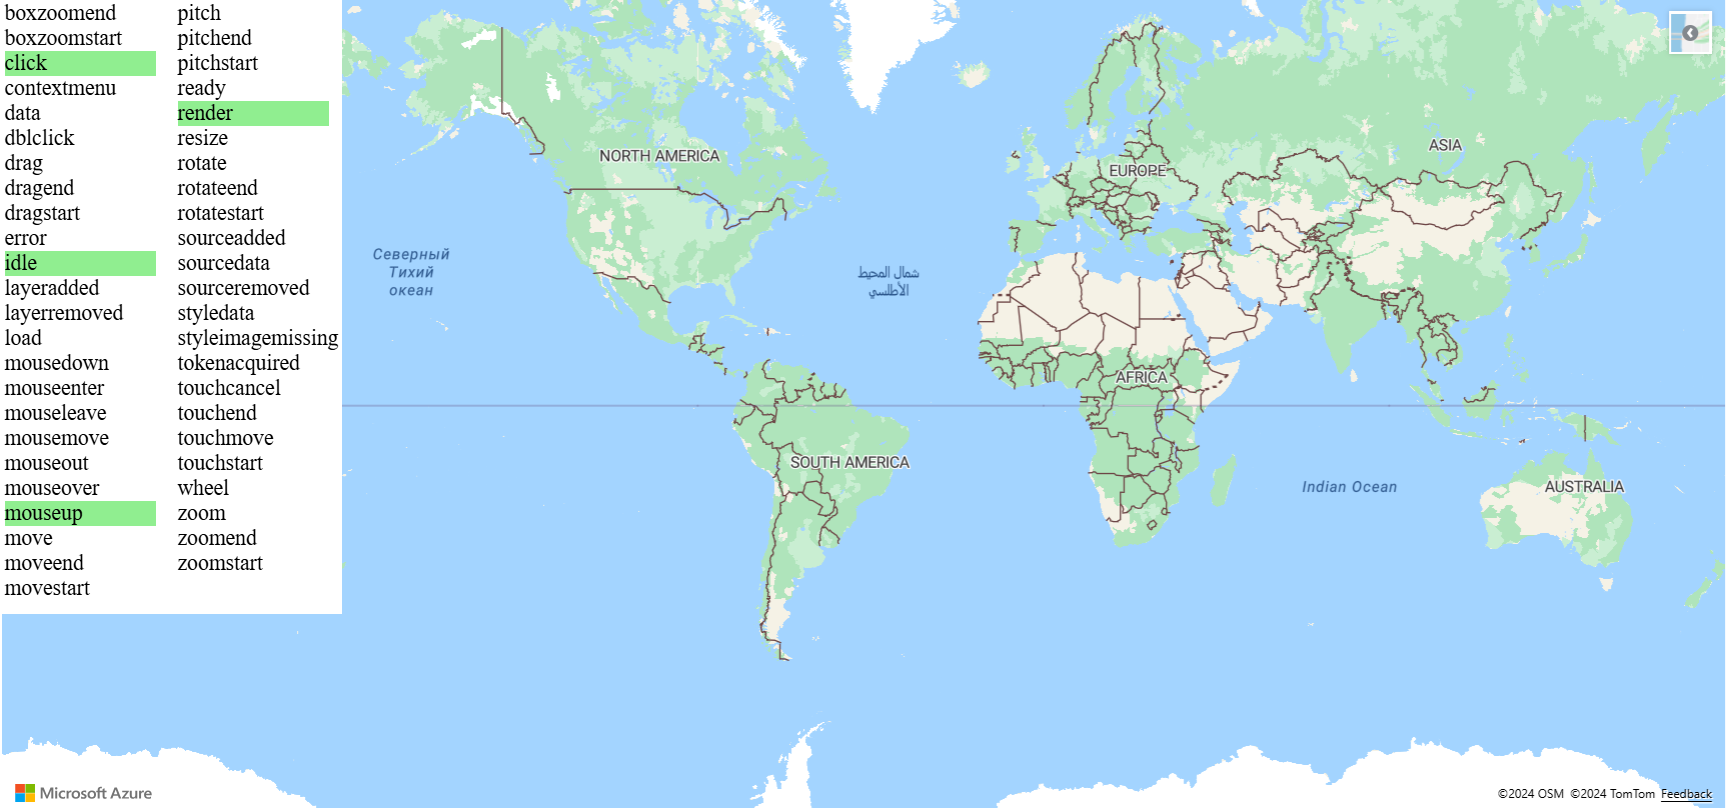 boxzoomend
boxzoomstart
click
contextmenu
data
dblclick
drag
dragend
dragstart
error
idle
layeradded
layerremoved
load
mousedown
mouseenter
mouseleave
mousemove
mouseout
mouseover
mouseup
move
moveend
movestart
pitch
pitchend
pitchstart
ready
render
resize
rotate
rotateend
rotatestart
sourceadded
sourcedata
sourceremoved
styledata
styleimagemissing
tokenacquired
touchcancel
touchend
touchmove
touchstart
wheel
zoom
zoomend
zoomstart
NORTH AMERICA
EUROPE
ASIA
Северный
Тихий
океан
شمال المحيط
الأطلسي
AFRICA
SOUTH AMERICA
Indian Ocean
AUSTRALIA
Microsoft Azure
©2024 OSM ©2024 TomTom Feedback